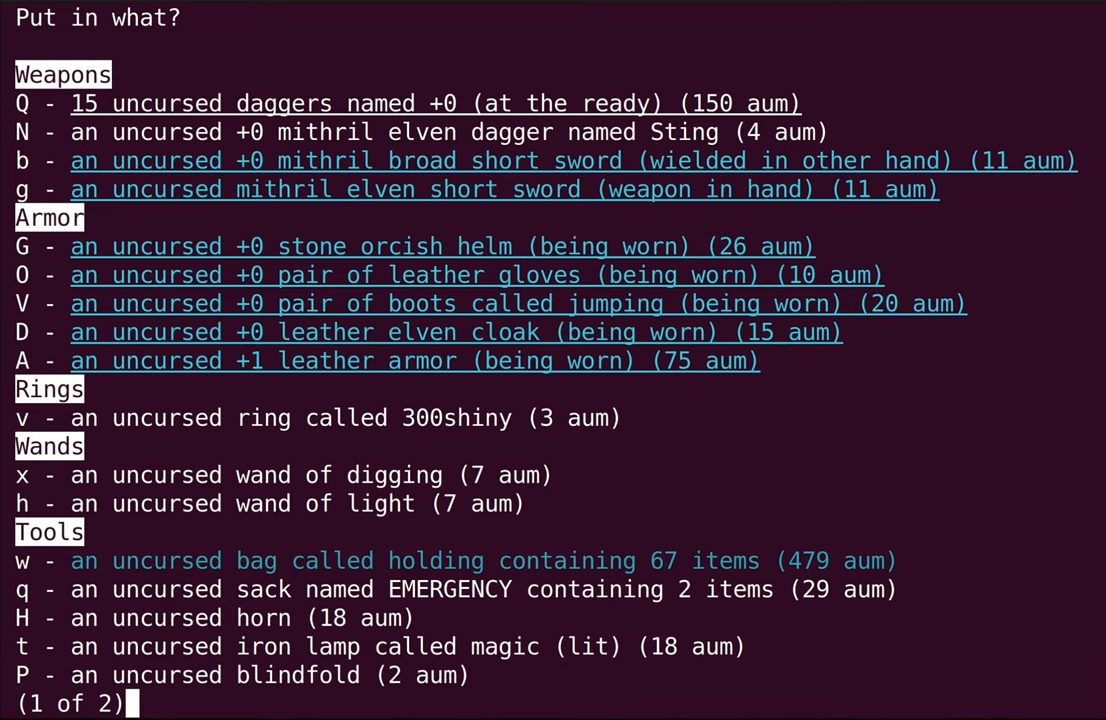 Put in what?
Weapons
Q - 15 uncursed daggers named +0 (at the ready) (150 aum)
N - an uncursed +0 mithril elven dagger named Sting (4 aum)
b - an uncursed +0 mithril broad short sword (wielded in other hand) (11 aum)
g - an uncursed mithril elven short sword (weapon in hand) (11 aum)
Armor
G - an uncursed +0 stone orcish helm (being worn) (26 aum)
O - an uncursed +0 pair of leather gloves (being worn) (10 aum)
V - an uncursed +0 pair of boots called jumping (being worn) (20 aum)
D - an uncursed +0 leather elven cloak (being worn) (15 aum)
A - an uncursed +1 leather armor (being worn) (75 aum)
Rings
v - an uncursed ring called 300shiny (3 aum)
Wands
x - an uncursed wand of digging (7 aum)
h - an uncursed wand of light (7 aum)
Tools
w - an uncursed bag called holding containing 67 items (479 aum)
q - an uncursed sack named EMERGENCY containing 2 items (29 aum)
H - an uncursed horn (18 aum)
t - an uncursed iron lamp called magic (lit) (18 aum)
P - an uncursed blindfold (2 aum)
(1 of 2)